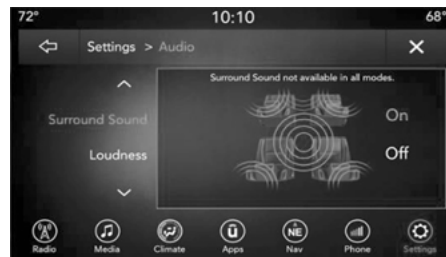 72° 10:10 68°
Settings > Audio
Surround Sound not available in all modes.
Surround Sound
On
Loudness
Off
Radio Media Climate Apps Nav Phone Settings
NE